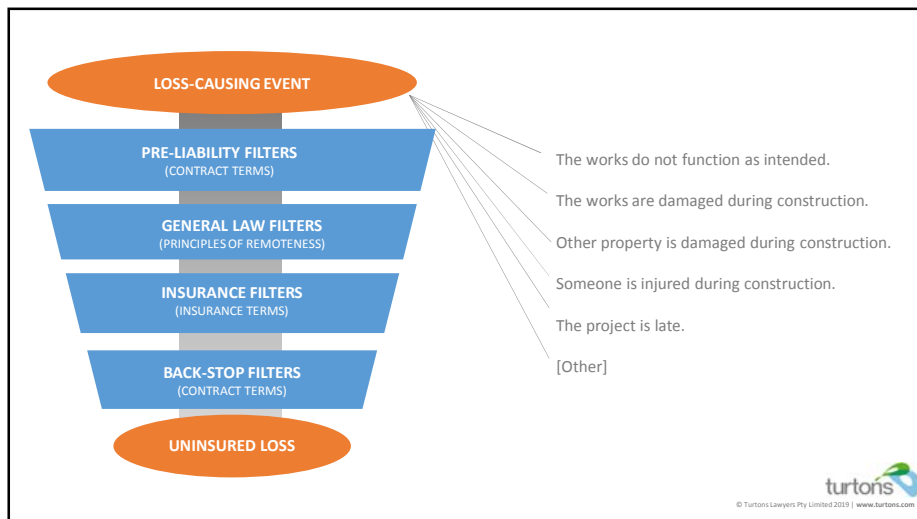 LOSS-CAUSING EVENT
PRE-LIABILITY FILTERS
(CONTRACT TERMS)
GENERAL LAW FILTERS
(PRINCIPLES OF REMOTENESS)
INSURANCE FILTERS
(INSURANCE TERMS)
BACK-STOP FILTERS
(CONTRACT TERMS)
UNINSURED LOSS
The works do not function as intended.
The works are damaged during construction.
Other property is damaged during construction.
Someone is injured during construction.
The project is late.
[Other]
turtons
© Turtons Lawyers Pty Limited 2019 | www.turtons.com